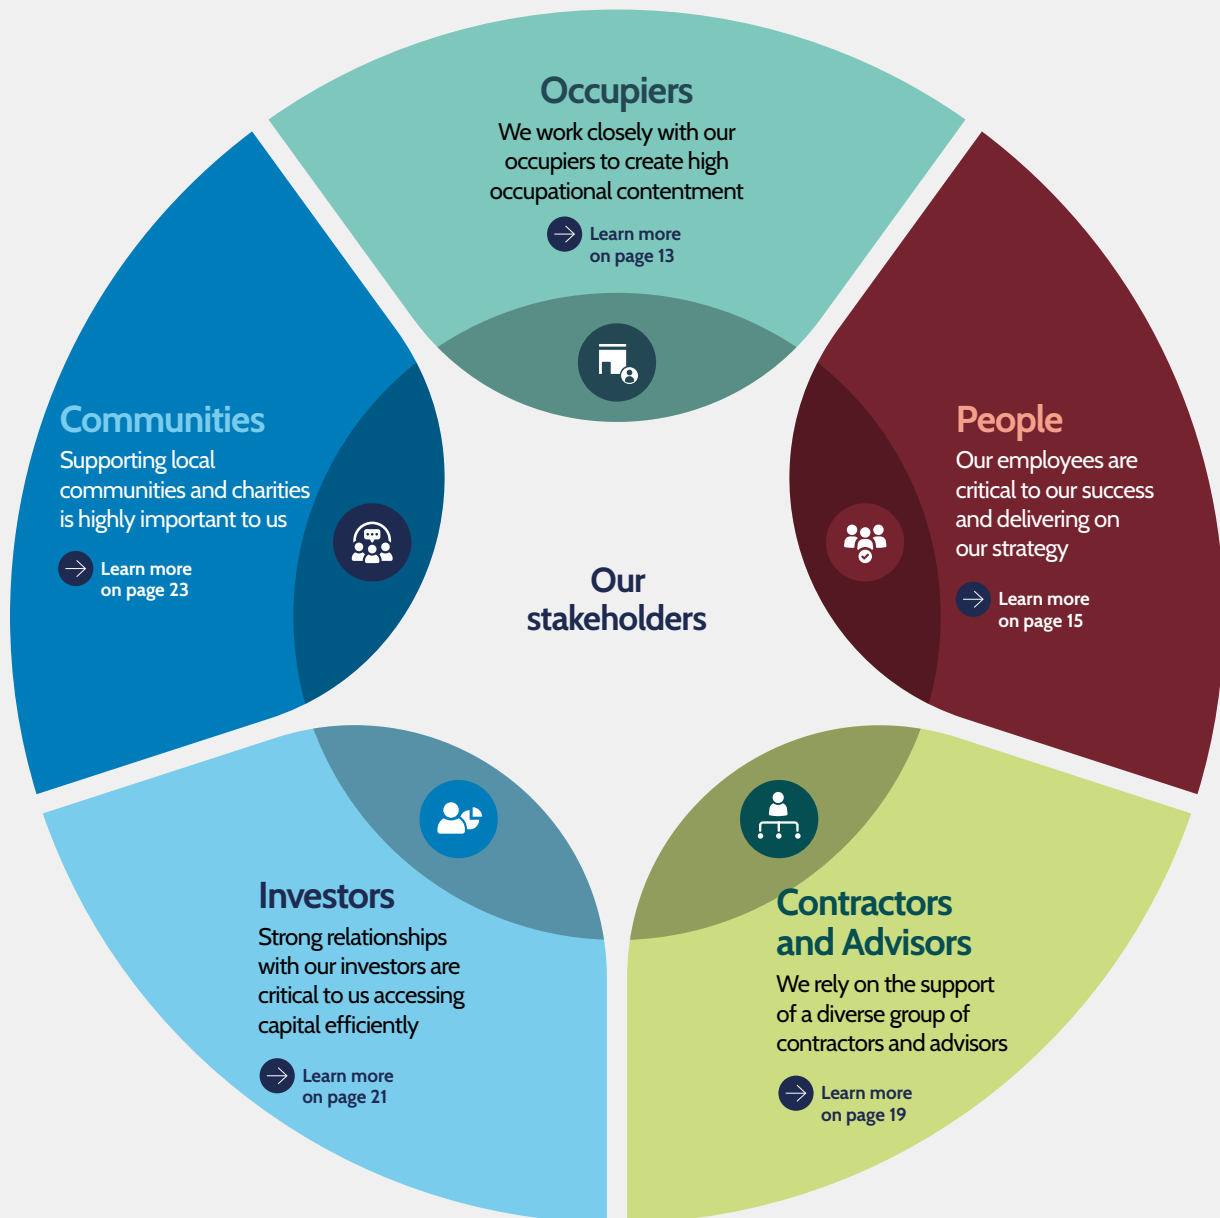 Occupiers
We work closely with our
occupiers to create high
occupational contentment
Learn more
on page 13
People
Our employees are
critical to our success
and delivering on
our strategy
Learn more
on page 15
Contractors
and Advisors
We rely on the support
of a diverse group of
contractors and advisors
Learn more
on page 19
Investors
Strong relationships
with our investors are
critical to us accessing
capital efficiently
Learn more
on page 21
Communities
Supporting local
communities and charities
is highly important to us
Learn more
on page 23
Our
stakeholders